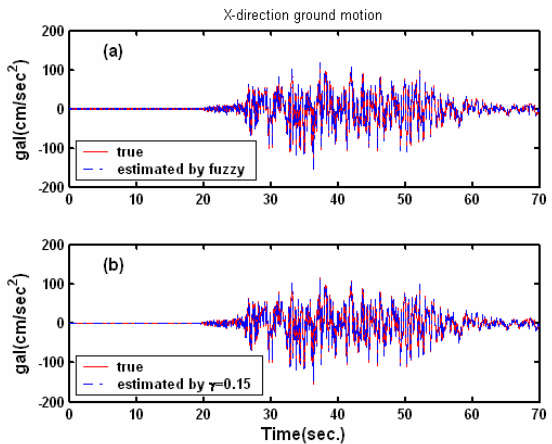 X-direction ground motion
200
(a)
100
0
-100
-200
gal(cm/sec²)
true
estimated by fuzzy
0 10 20 30 40 50 60 70
200
(b)
100
0
-100
-200
gal(cm/sec²)
true
estimated by γ=0.15
0 10 20 30 40 50 60 70
Time(sec.)